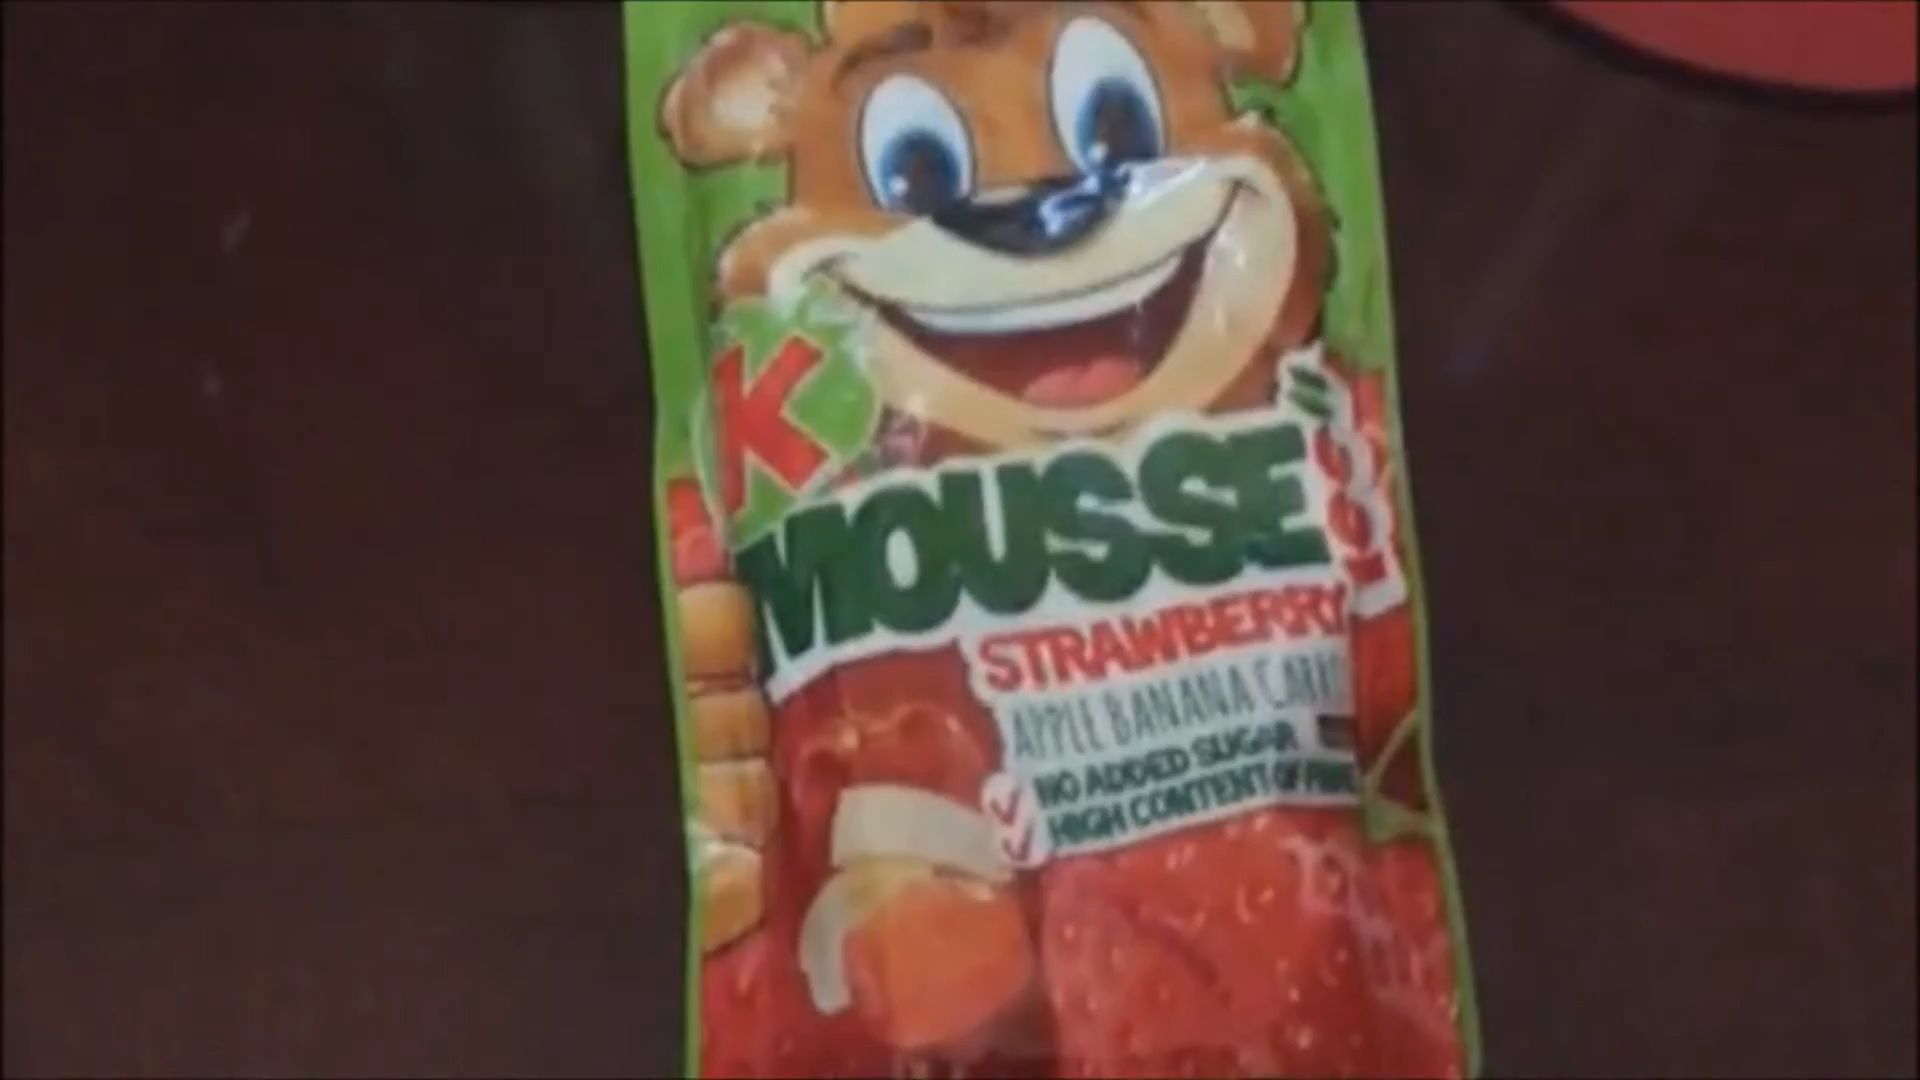 K
MOUSSE
STRAWBERRY
APPLE BANANA
NO ADDED SUGAR
HIGH CONTENT OF